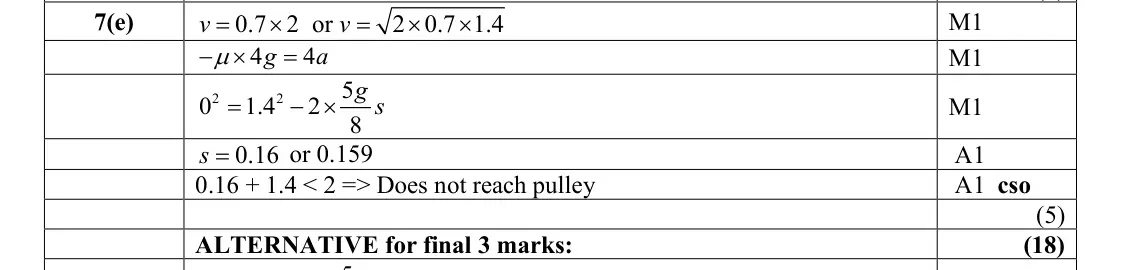 7(e) v = 0.7 × 2 or v = √(2 × 0.7 × 1.4) M1
−μ × 4g = 4a M1
0² = 1.4² − 2 × 5g/8 s M1
s = 0.16 or 0.159 A1
0.16 + 1.4 < 2 => Does not reach pulley A1 cso
(5)
ALTERNATIVE for final 3 marks: (18)